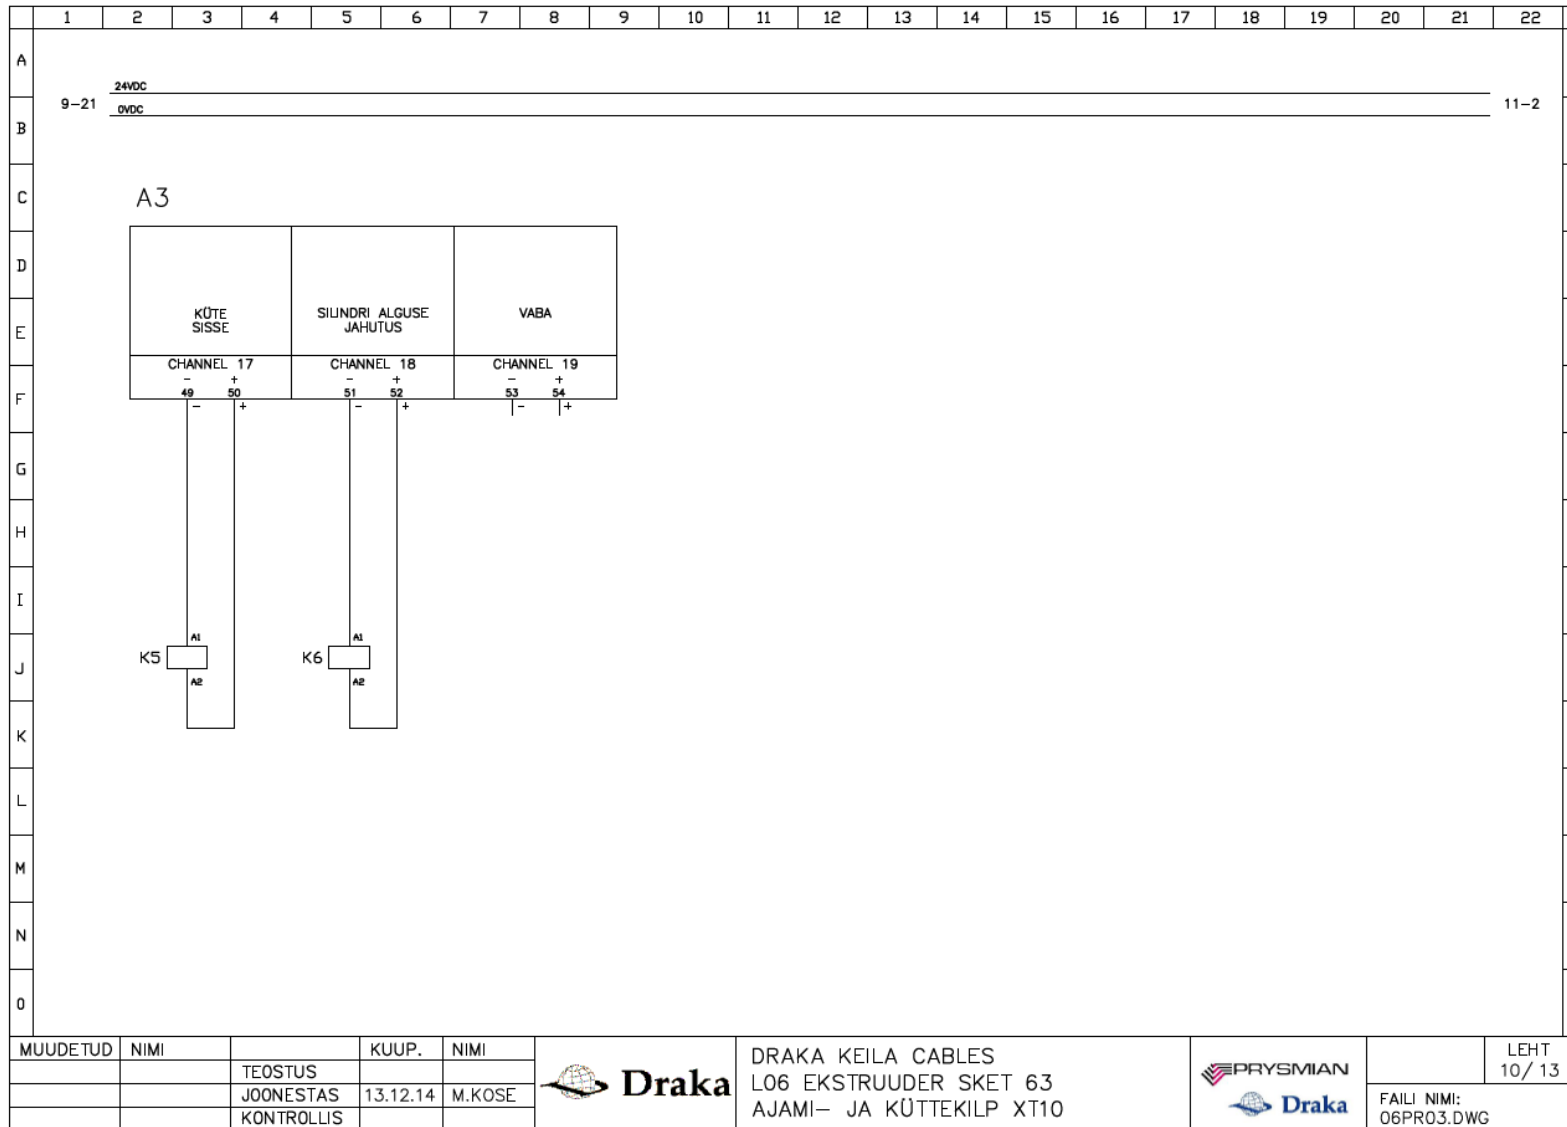 1 2 3 4 5 6 7 8 9 10 11 12 13 14 15 16 17 18 19 20 21 22
A
24VDC
9-21 0VDC 11-2
B
C
A3
D
KÜTE SILINDRI ALGUSE VABA
SISSE JAHUTUS
E
CHANNEL 17 CHANNEL 18 CHANNEL 19
- + - + - +
49 50 51 52 53 54
F
- + - + - +
G
H
I
A1 A1
K5 K6
J
A2 A2
K
L
M
N
O
MUUDETUD NIMI KUUP. NIMI
TEOSTUS
JOONESTAS 13.12.14 M.KOSE
KONTROLLIS
Draka
DRAKA KEILA CABLES
L06 EKSTRUUDER SKET 63
AJAMI- JA KÜTTEKILP XT10
PRYSMIAN
Draka
LEHT
10/ 13
FAILI NIMI:
06PR03.DWG